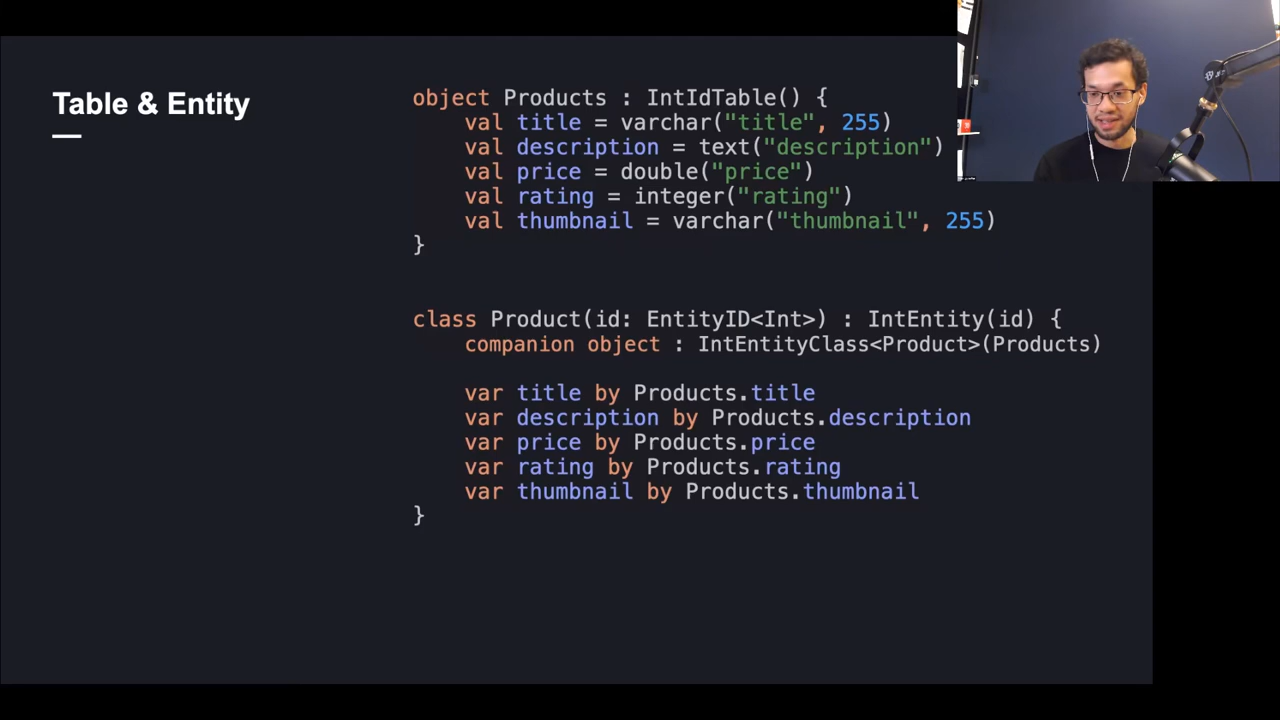 Table & Entity
object Products : IntIdTable() {
val title = varchar("title", 255)
val description = text("description")
val price = double("price")
val rating = integer("rating")
val thumbnail = varchar("thumbnail", 255)
}
class Product(id: EntityID<Int>) : IntEntity(id) {
companion object : IntEntityClass<Product>(Products)
var title by Products.title
var description by Products.description
var price by Products.price
var rating by Products.rating
var thumbnail by Products.thumbnail
}